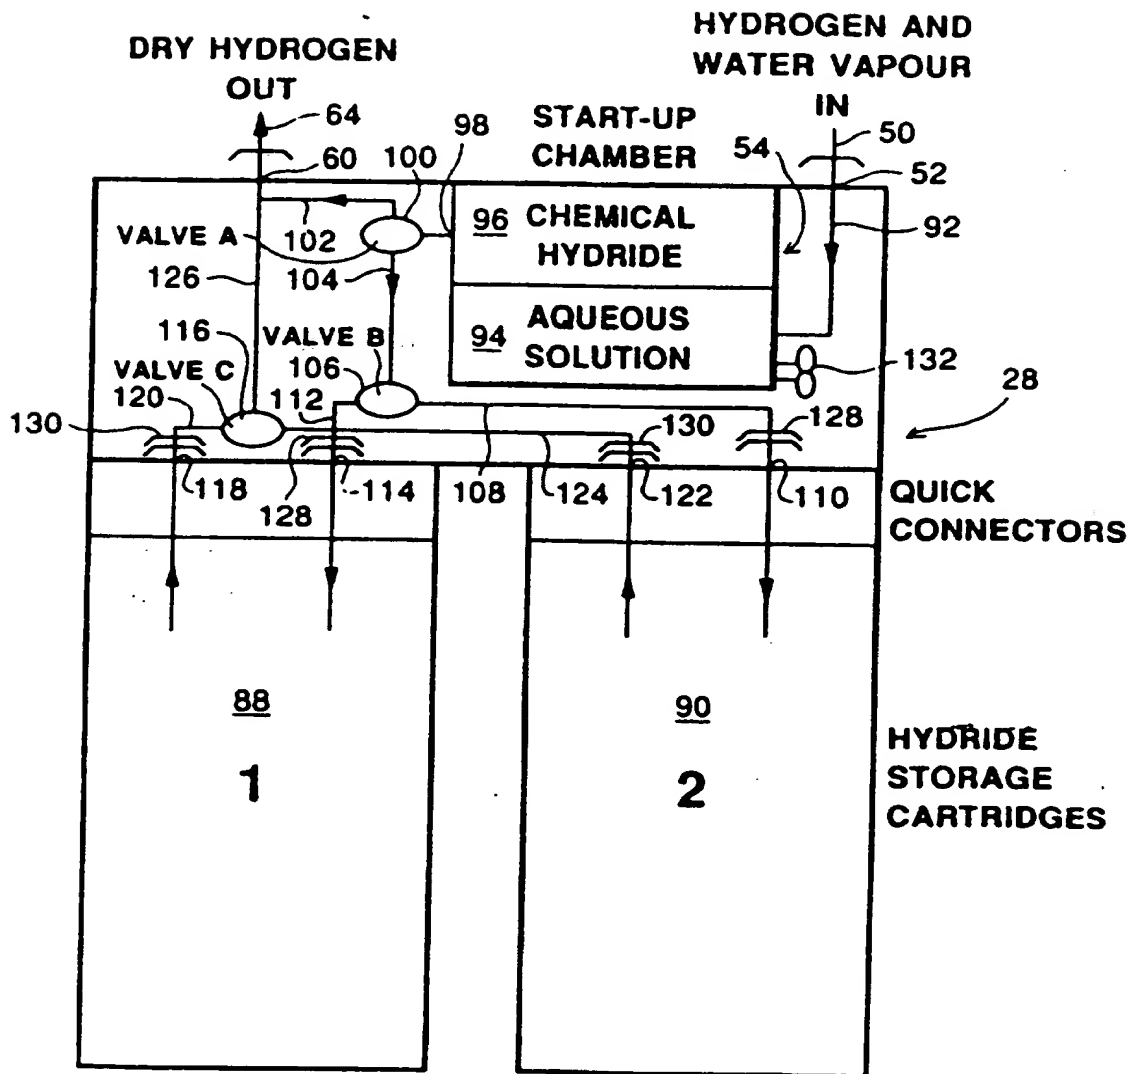 DRY HYDROGEN
OUT
HYDROGEN AND
WATER VAPOUR
IN
64
98
START-UP
CHAMBER
54
50
60
100
52
96 CHEMICAL
HYDRIDE
92
VALVE A
102
126
104
94 AQUEOUS
SOLUTION
116
VALVE B
132
VALVE C
106
28
120
112
128
130
130
118
114
108
124
122
110
128
QUICK
CONNECTORS
88
90
1
2
HYDRIDE
STORAGE
CARTRIDGES